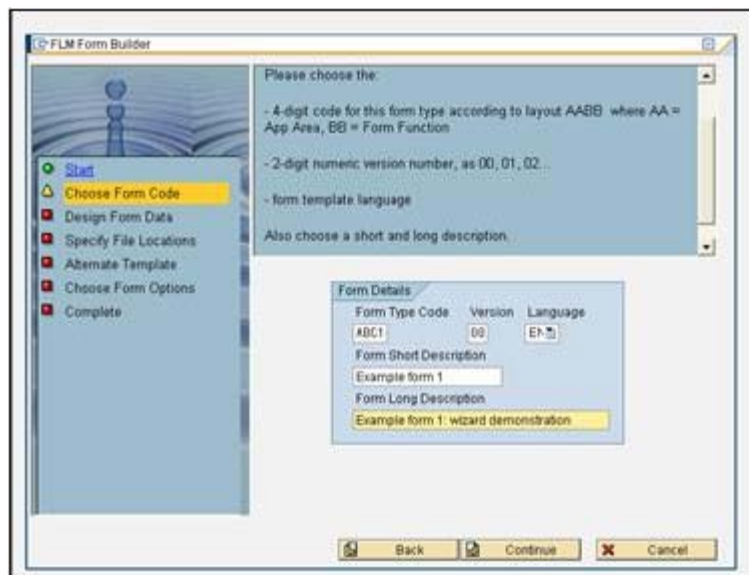 FLM Form Builder
Please choose the:
- 4-digit code for this form type according to layout AABB where AA =
App Area, BB = Form Function
- 2-digit numeric version number, as 00, 01, 02...
- form template language
Also choose a short and long description.
Start
Choose Form Code
Design Form Data
Specify File Locations
Alternate Template
Choose Form Options
Complete
Form Details
Form Type Code Version Language
ABC1 00 EN
Form Short Description
Example form 1
Form Long Description
Example form 1: wizard demonstration
Back Continue Cancel